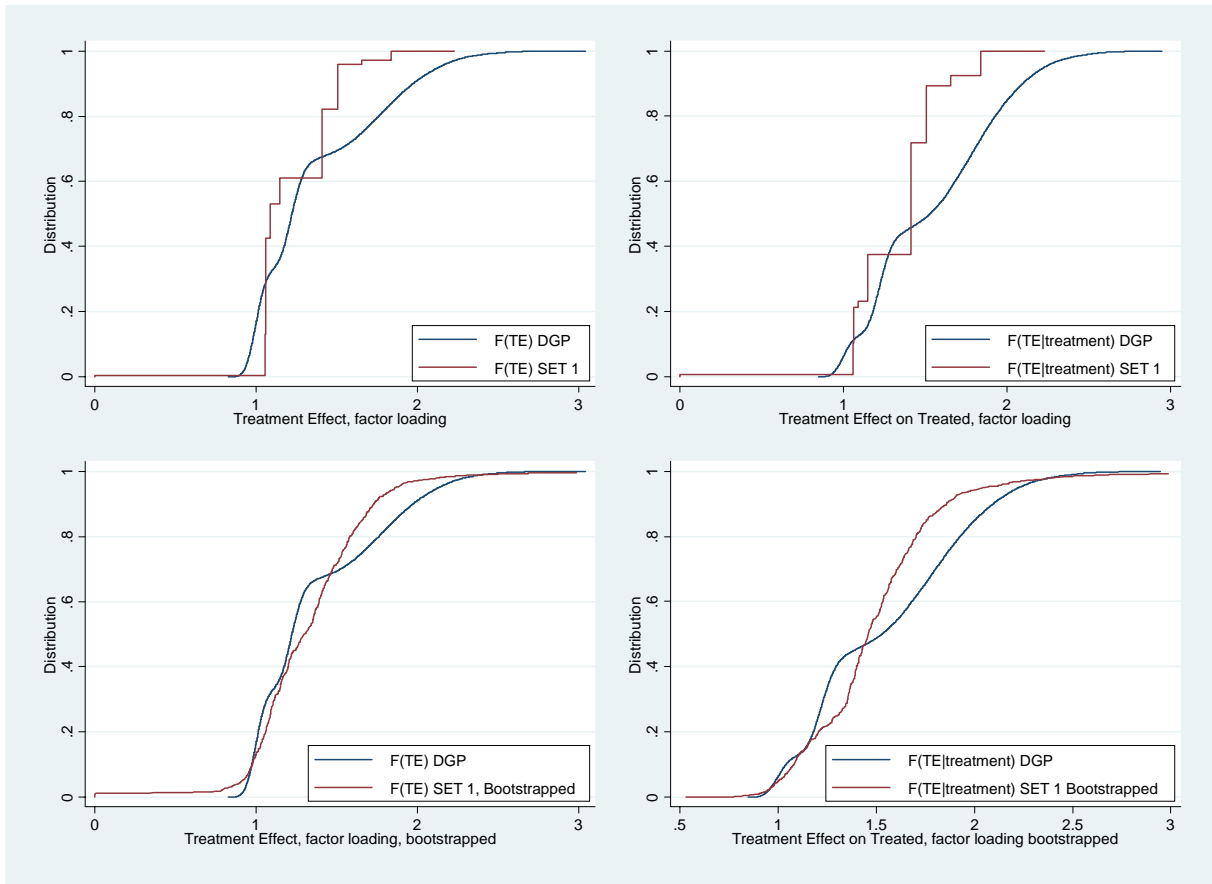 Distribution
0 .2 .4 .6 .8 1
F(TE) DGP
F(TE) SET 1
0 1 2 3
Treatment Effect, factor loading
Distribution
0 .2 .4 .6 .8 1
F(TE|treatment) DGP
F(TE|treatment) SET 1
0 1 2 3
Treatment Effect on Treated, factor loading
Distribution
0 .2 .4 .6 .8 1
F(TE) DGP
F(TE) SET 1, Bootstrapped
0 1 2 3
Treatment Effect, factor loading, bootstrapped
Distribution
0 .2 .4 .6 .8 1
F(TE|treatment) DGP
F(TE|treatment) SET 1 Bootstrapped
.5 1 1.5 2 2.5 3
Treatment Effect on Treated, factor loading bootstrapped